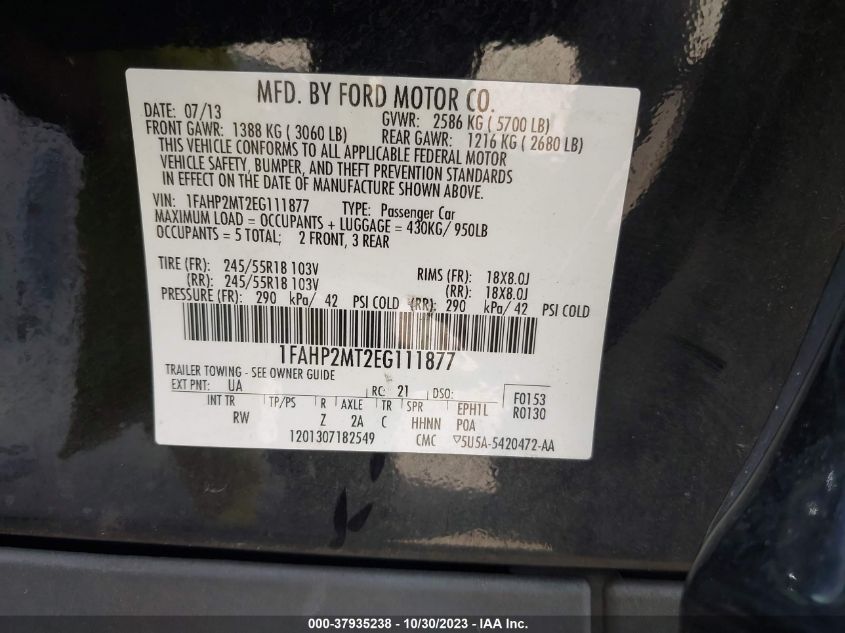 MFD. BY FORD MOTOR CO.
DATE: 07/13 GVWR: 2586 KG ( 5700 LB)
FRONT GAWR: 1388 KG ( 3060 LB) REAR GAWR: 1216 KG ( 2680 LB)
THIS VEHICLE CONFORMS TO ALL APPLICABLE FEDERAL MOTOR
VEHICLE SAFETY, BUMPER, AND THEFT PREVENTION STANDARDS
IN EFFECT ON THE DATE OF MANUFACTURE SHOWN ABOVE.
VIN: 1FAHP2MT2EG111877 TYPE: Passenger Car
MAXIMUM LOAD = OCCUPANTS + LUGGAGE = 430KG/ 950LB
OCCUPANTS = 5 TOTAL; 2 FRONT, 3 REAR
TIRE (FR): 245/55R18 103V RIMS (FR): 18X8.0J
(RR): 245/55R18 103V (RR): 18X8.0J
PRESSURE (FR): 290 kPa/ 42 PSI COLD (RR): 290 kPa/ 42 PSI COLD
1FAHP2MT2EG111877
TRAILER TOWING - SEE OWNER GUIDE
EXT PNT: UA RC: 21 DSO: F0153
INT TR TP/PS R AXLE TR SPR EPH1L R0130
RW Z 2A C HHNN POA
1201307182549 CMC ▽5U5A-5420472-AA
000-37935238 - 10/30/2023 - IAA, Inc.